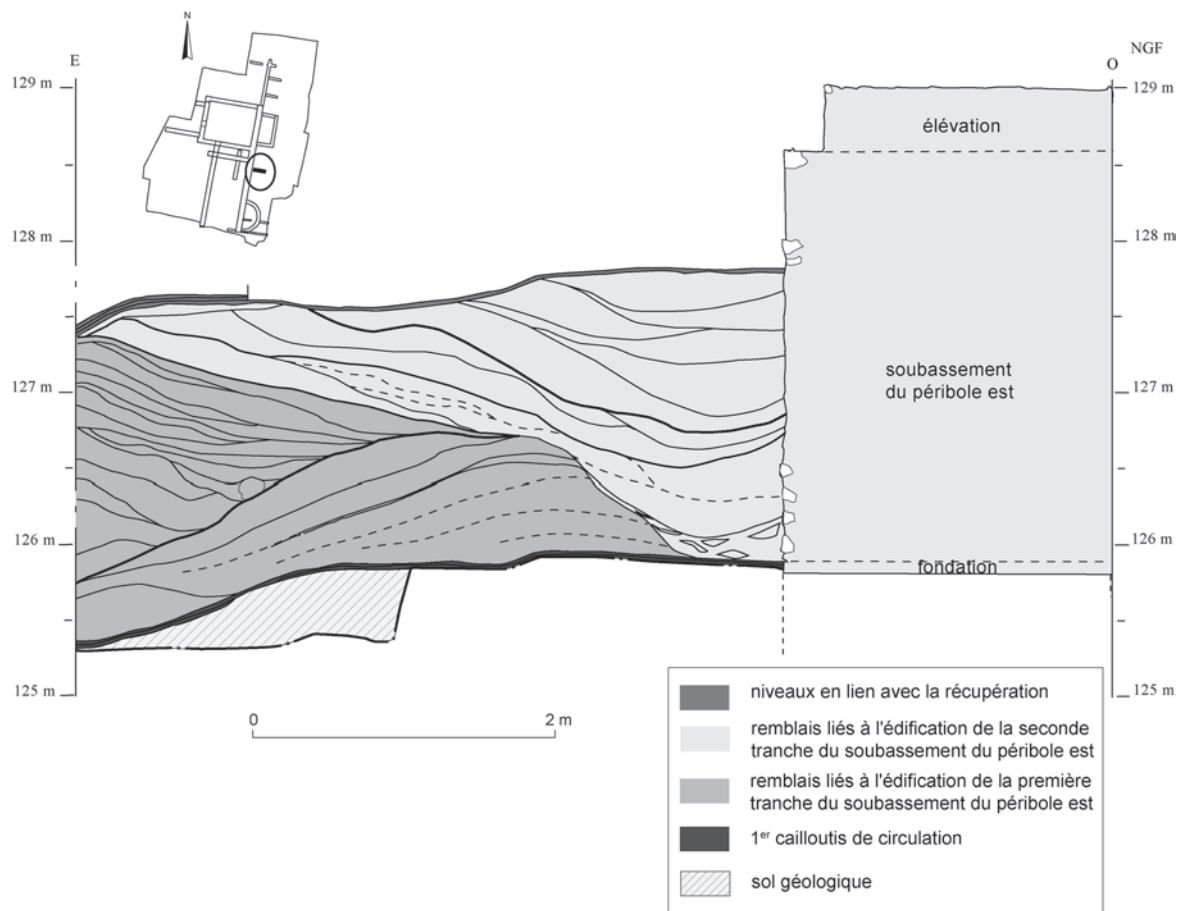 N
E
NGF
O
129 m
129 m
élévation
128 m
128 m
soubassement
du péribole est
127 m
127 m
126 m
126 m
fondation
125 m
125 m
0
2 m
niveaux en lien avec la récupération
remblais liés à l'édification de la seconde
tranche du soubassement du péribole est
remblais liés à l'édification de la première
tranche du soubassement du péribole est
1er cailloutis de circulation
sol géologique